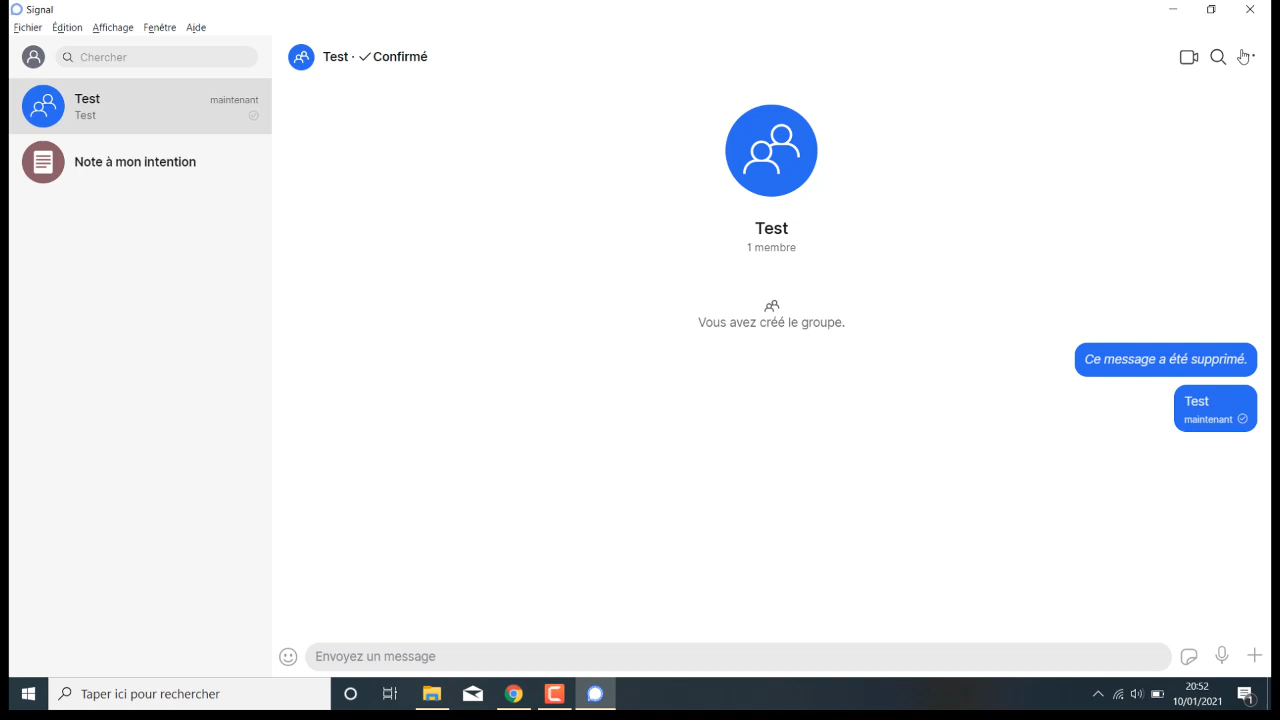 Signal
Fichier Édition Affichage Fenêtre Aide
Chercher
Test · Confirmé
Test maintenant
Test
Note à mon intention
Test
1 membre
Vous avez créé le groupe.
Ce message a été supprimé.
Test
maintenant
Envoyez un message
Taper ici pour rechercher
20:52
10/01/2021
1